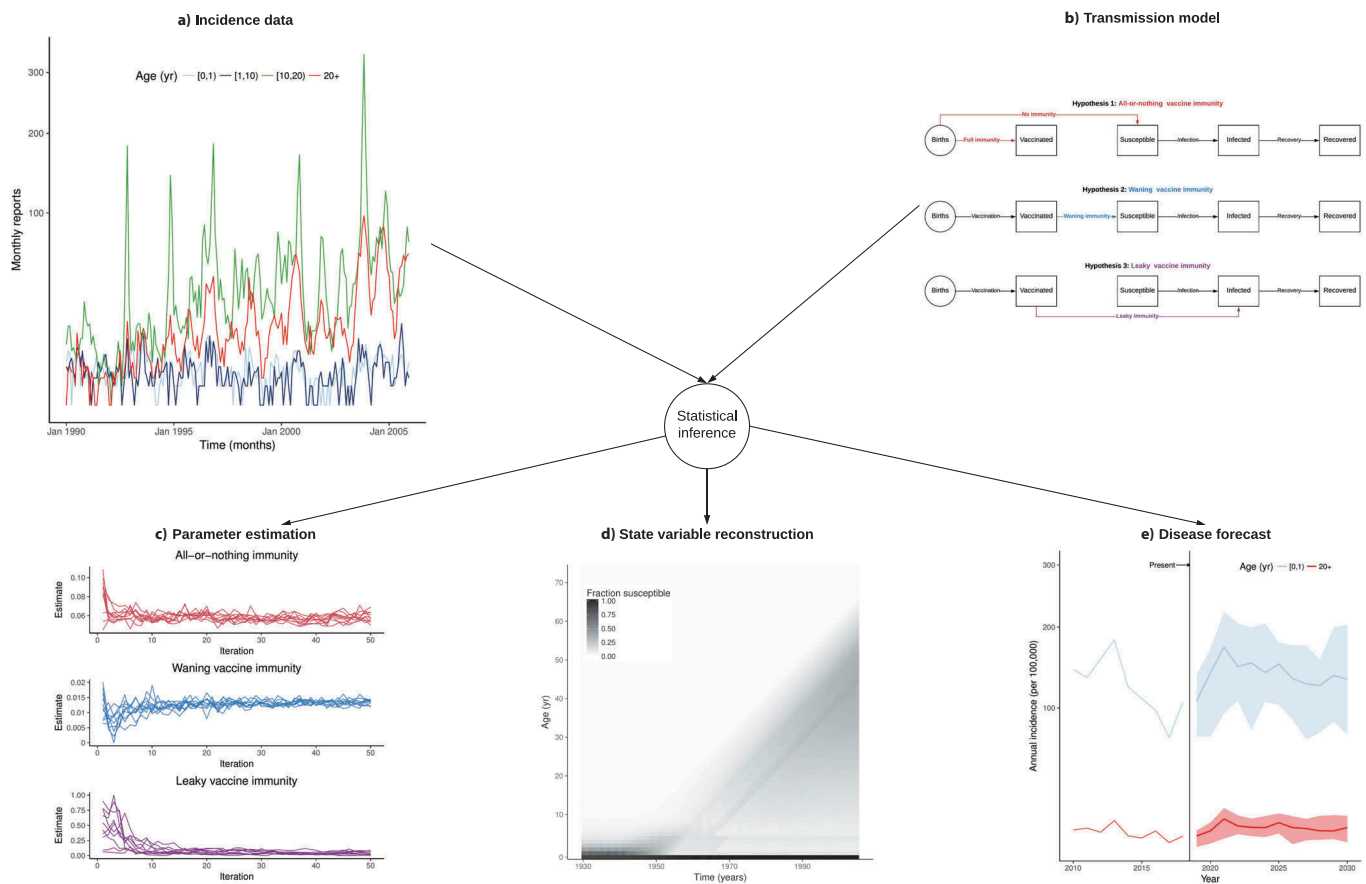 a) Incidence data
Age (yr) [0,1) [1,10) [10,20) 20+
300
200
100
Monthly reports
Jan 1990 Jan 1995 Jan 2000 Jan 2005
Time (months)
b) Transmission model
Hypothesis 1: All-or-nothing vaccine immunity
No immunity
Births Full immunity Vaccinated Susceptible Infection Infected Recovery Recovered
Hypothesis 2: Waning vaccine immunity
Births Vaccination Vaccinated Waning immunity Susceptible Infection Infected Recovery Recovered
Hypothesis 3: Leaky vaccine immunity
Births Vaccination Vaccinated Susceptible Infection Infected Recovery Recovered
Leaky immunity
Statistical
inference
c) Parameter estimation
All−or−nothing immunity
0.10
0.08
0.06
Estimate
0 10 20 30 40 50
Iteration
Waning vaccine immunity
0.02
0.015
0.01
0.005
0
Estimate
0 10 20 30 40 50
Iteration
Leaky vaccine immunity
1.00
0.75
0.50
0.25
0.00
Estimate
0 10 20 30 40 50
Iteration
d) State variable reconstruction
Fraction susceptible
1.00
0.75
0.50
0.25
0.00
70
60
50
40
30
20
10
0
Age (yr)
1930 1950 1970 1990
Time (years)
e) Disease forecast
Present
Age (yr) [0,1) 20+
300
200
100
Annual incidence (per 100,000)
2010 2015 2020 2025 2030
Year